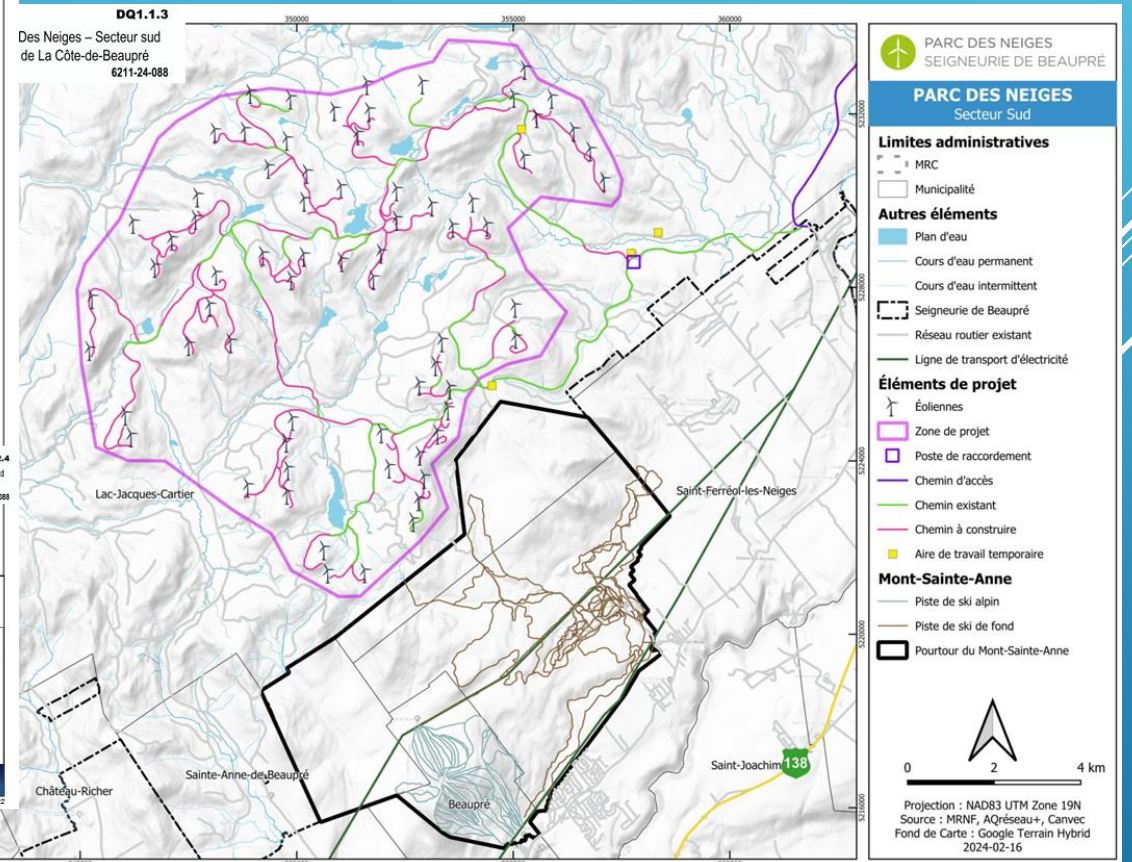 DQ1.1.3
Des Neiges – Secteur sud
de La Côte-de-Beaupré
6211-24-088
350000
355000
360000
5232000
5228000
5224000
5220000
5216000
Lac-Jacques-Cartier
Saint-Ferréol-les-Neiges
Sainte-Anne-de-Beaupré
Château-Richer
Beaupré
Saint-Joachim
138
PARC DES NEIGES
SEIGNEURIE DE BEAUPRÉ
PARC DES NEIGES
Secteur Sud
Limites administratives
MRC
Municipalité
Autres éléments
Plan d'eau
Cours d'eau permanent
Cours d'eau intermittent
Seigneurie de Beaupré
Réseau routier existant
Ligne de transport d'électricité
Éléments de projet
Éoliennes
Zone de projet
Poste de raccordement
Chemin d'accès
Chemin existant
Chemin à construire
Aire de travail temporaire
Mont-Sainte-Anne
Piste de ski alpin
Piste de ski de fond
Pourtour du Mont-Sainte-Anne
0 2 4 km
Projection : NAD83 UTM Zone 19N
Source : MRNF, AQréseau+, Canvec
Fond de Carte : Google Terrain Hybrid
2024-02-16